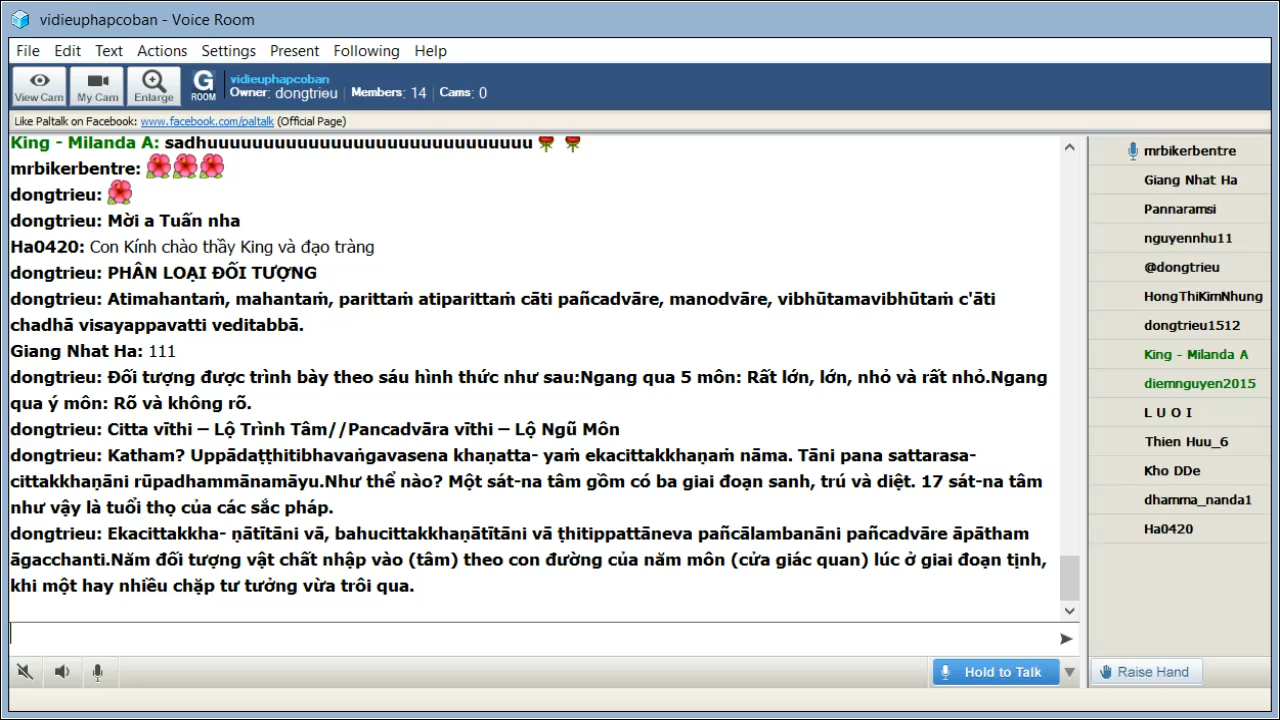 vidieuphapcoban - Voice Room
File Edit Text Actions Settings Present Following Help
View Cam My Cam Enlarge G ROOM
vidieuphapcoban
Owner: dongtrieu | Members: 14 | Cams: 0
Like Paltalk on Facebook: www.facebook.com/paltalk (Official Page)
King - Milanda A: sadhuuuuuuuuuuuuuuuuuuuuuuuuuuuuu
mrbikerbentre:
dongtrieu:
dongtrieu: Mời a Tuấn nha
Ha0420: Con Kính chào thầy King và đạo tràng
dongtrieu: PHÂN LOẠI ĐỐI TƯỢNG
dongtrieu: Atimahantaṁ, mahantaṁ, parittaṁ atiparittaṁ cāti pañcadvāre, manodvāre, vibhūtamavibhūtaṁ c'āti
chadhā visayappavatti veditabbā.
Giang Nhat Ha: 111
dongtrieu: Đối tượng được trình bày theo sáu hình thức như sau:Ngang qua 5 môn: Rất lớn, lớn, nhỏ và rất nhỏ.Ngang
qua ý môn: Rõ và không rõ.
dongtrieu: Citta vīthi – Lộ Trình Tâm//Pancadvāra vīthi – Lộ Ngũ Môn
dongtrieu: Katham? Uppādaṭṭhitibhavaṅgavasena khaṇatta- yaṁ ekacittakkhaṇaṁ nāma. Tāni pana sattarasa-
cittakkhaṇāni rūpadhammānamāyu.Như thể nào? Một sát-na tâm gồm có ba giai đoạn sanh, trú và diệt. 17 sát-na tâm
như vậy là tuổi thọ của các sắc pháp.
dongtrieu: Ekacittakkha- ṇātītāni vā, bahucittakkhaṇātītāni vā ṭhitippattāneva pañcālambanāni pañcadvāre āpātham
āgacchanti.Năm đối tượng vật chất nhập vào (tâm) theo con đường của năm môn (cửa giác quan) lúc ở giai đoạn tịnh,
khi một hay nhiều chặp tư tưởng vừa trôi qua.
mrbikerbentre
Giang Nhat Ha
Pannaramsi
nguyennhu11
@dongtrieu
HongThiKimNhung
dongtrieu1512
King - Milanda A
diemnguyen2015
L U O I
Thien Huu_6
Kho DDe
dhamma_nanda1
Ha0420
Hold to Talk
Raise Hand